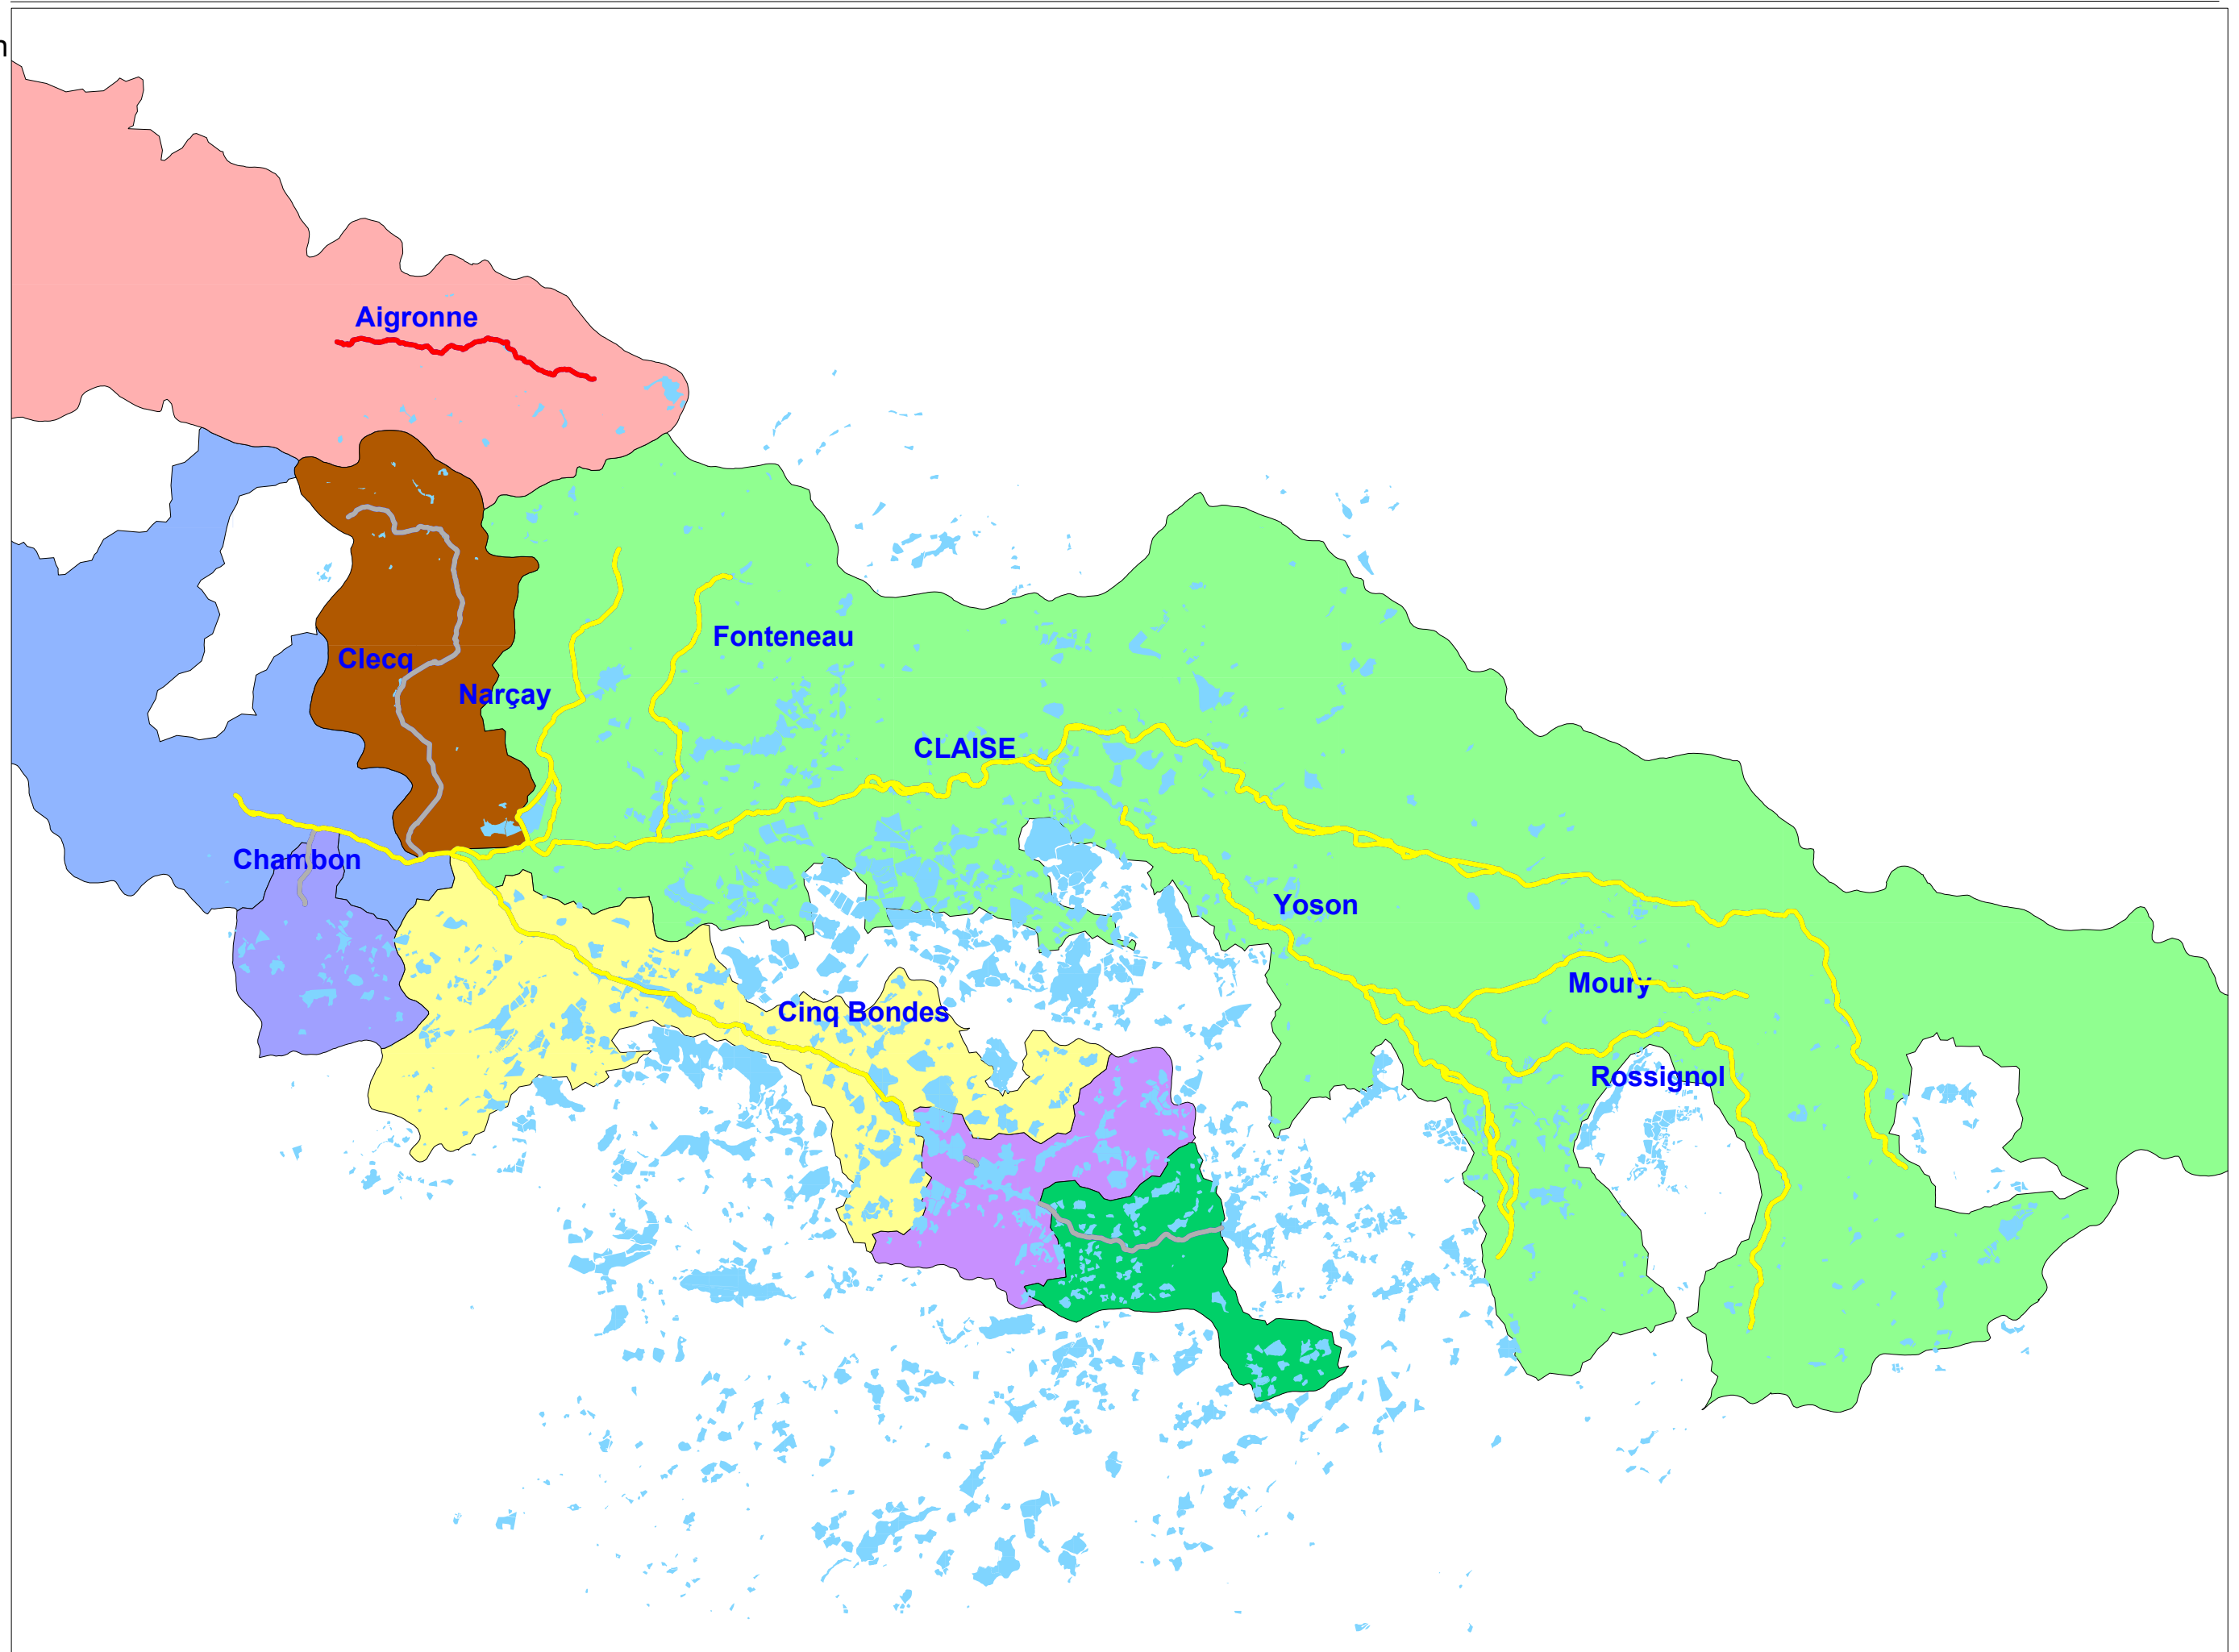 n
Aigronne
Fonteneau
Clecq
Narçay
CLAISE
Chambon
Yoson
Moury
Cinq Bondes
Rossignol